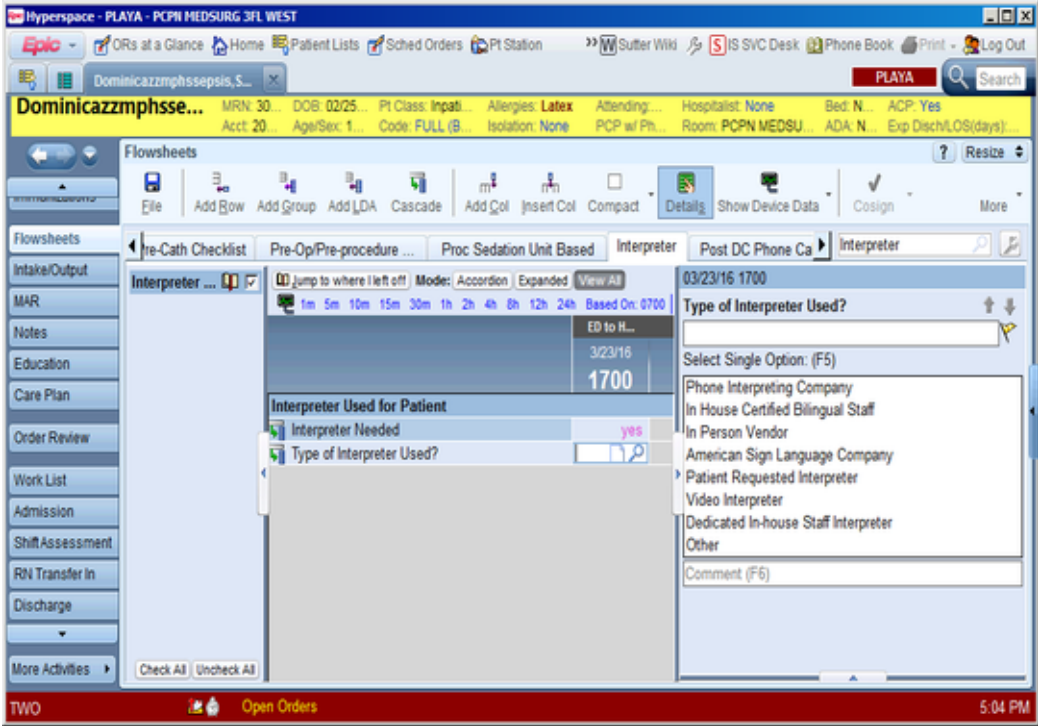 Hyperspace - PLAYA - PCPN MEDSURG 3FL WEST
Epic ORs at a Glance Home Patient Lists Sched Orders Pt Station Sutter Wiki IS SVC Desk Phone Book Print Log Out
Dominicazzmphssepsis,S... PLAYA Search
Dominicazzmphsse... MRN: 30... DOB: 02/25... Pt Class: Inpati... Allergies: Latex Attending:... Hospitalist: None Bed: N... ACP: Yes
Acct: 20... Age/Sex: 1... Code: FULL (B... Isolation: None PCP w/ Ph... Room: PCPN MEDSU... ADA: N... Exp Disch/LOS(days):...
Flowsheets ? Resize
File Add Row Add Group Add LDA Cascade Add Col Insert Col Compact Details Show Device Data Cosign More
Immunizations
Flowsheets
Intake/Output
MAR
Notes
Education
Care Plan
Order Review
Work List
Admission
Shift Assessment
RN Transfer In
Discharge
More Activities
re-Cath Checklist Pre-Op/Pre-procedure ... Proc Sedation Unit Based Interpreter Post DC Phone Ca Interpreter
Interpreter ...
Jump to where I left off Mode: Accordion Expanded View All
1m 5m 10m 15m 30m 1h 2h 4h 8h 12h 24h Based On: 0700
ED to H...
3/23/16
1700
Interpreter Used for Patient
Interpreter Needed yes
Type of Interpreter Used?
Check All Uncheck All
03/23/16 1700
Type of Interpreter Used?
Select Single Option: (F5)
Phone Interpreting Company
In House Certified Bilingual Staff
In Person Vendor
American Sign Language Company
Patient Requested Interpreter
Video Interpreter
Dedicated In-house Staff Interpreter
Other
Comment (F6)
TWO Open Orders 5:04 PM